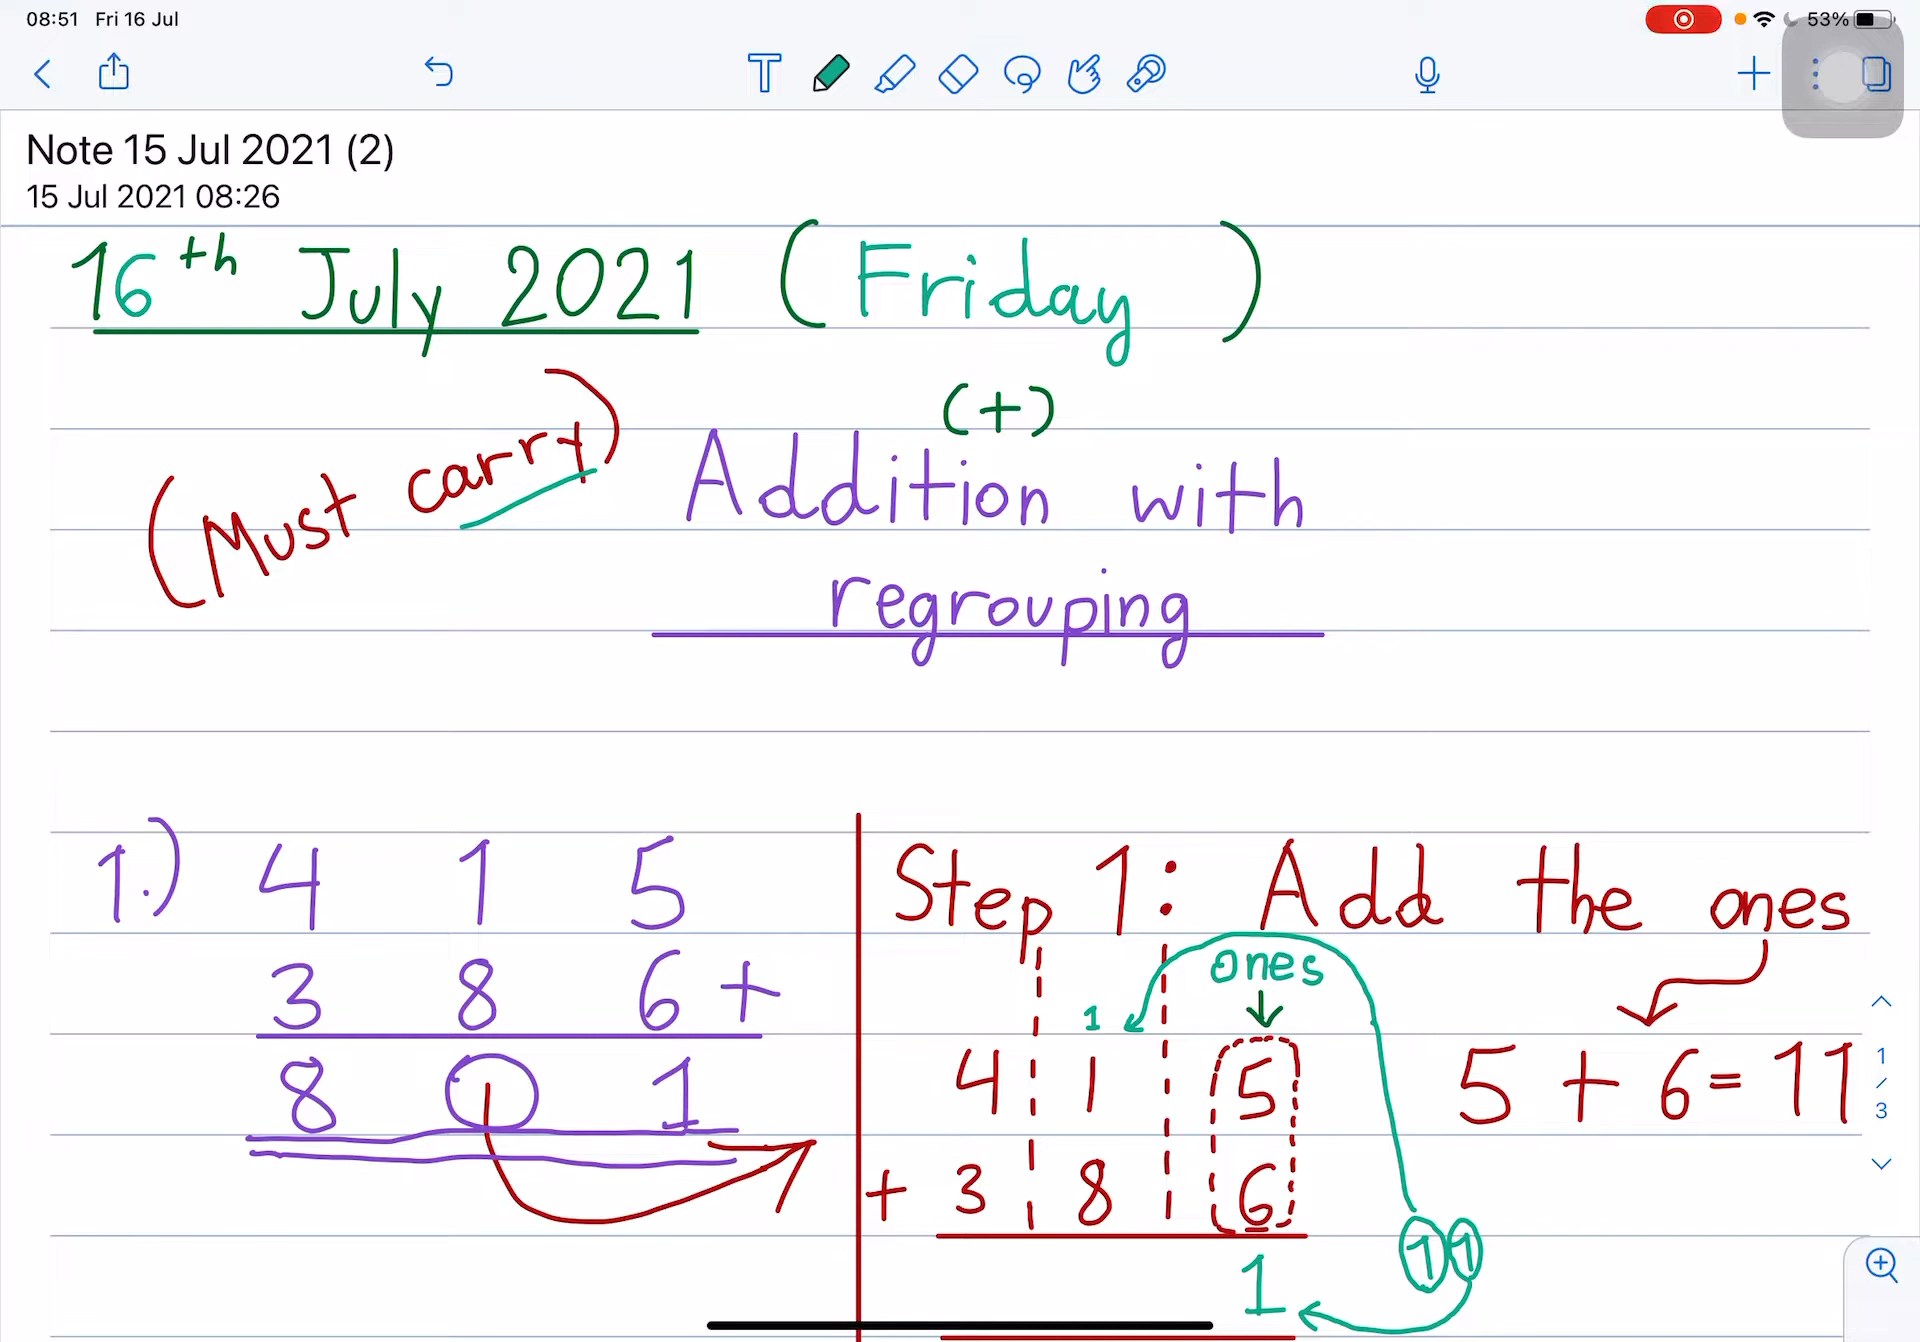 08:51 Fri 16 Jul
53%
Note 15 Jul 2021 (2)
15 Jul 2021 08:26
16th July 2021 (Friday)
(+)
(Must carry) Addition with
regrouping
1.) 4 1 5
3 8 6 +
8 0 1
Step 1: Add the ones
ones
1
4 1 5
+ 3 8 6
1
5 + 6 = 11
11
1/3